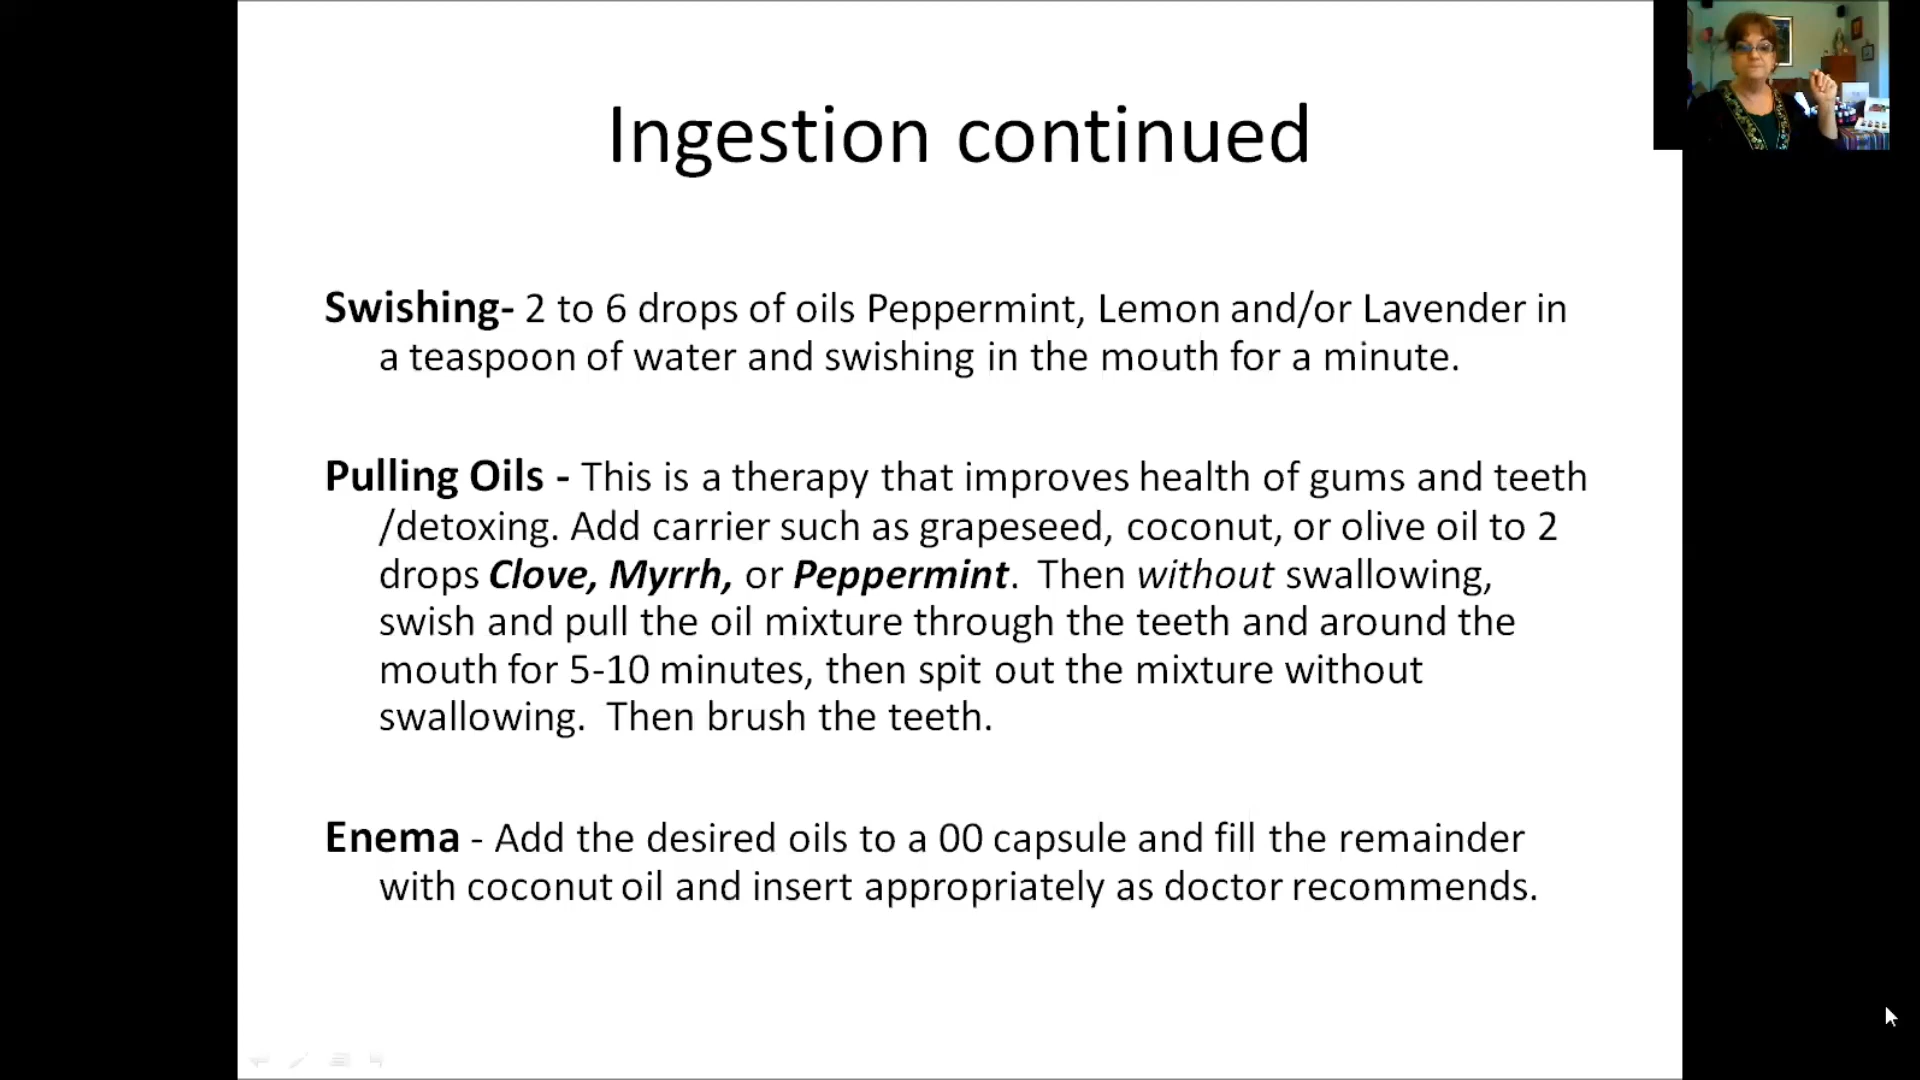 Ingestion continued
Swishing- 2 to 6 drops of oils Peppermint, Lemon and/or Lavender in
a teaspoon of water and swishing in the mouth for a minute.
Pulling Oils - This is a therapy that improves health of gums and teeth
/detoxing. Add carrier such as grapeseed, coconut, or olive oil to 2
drops Clove, Myrrh, or Peppermint. Then without swallowing,
swish and pull the oil mixture through the teeth and around the
mouth for 5-10 minutes, then spit out the mixture without
swallowing. Then brush the teeth.
Enema - Add the desired oils to a 00 capsule and fill the remainder
with coconut oil and insert appropriately as doctor recommends.